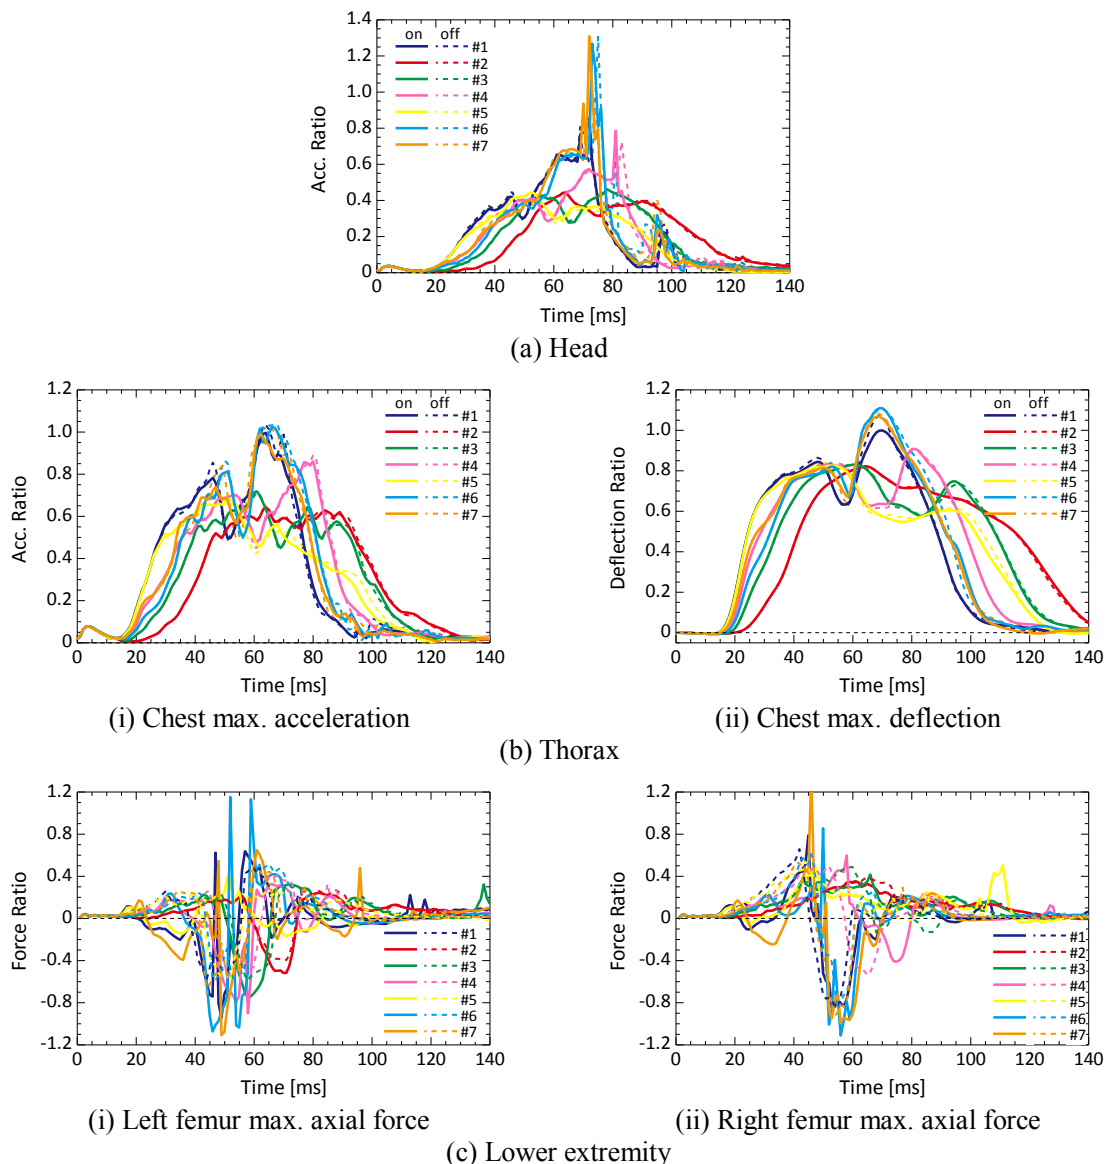 1.4
on off
#1
#2
#3
#4
#5
#6
#7
1.2
1.0
0.8
0.6
0.4
0.2
0
Acc. Ratio
0 20 40 60 80 100 120 140
Time [ms]
(a) Head
1.2
1.0
0.8
0.6
0.4
0.2
0
Acc. Ratio
on off
#1
#2
#3
#4
#5
#6
#7
0 20 40 60 80 100 120 140
Time [ms]
(i) Chest max. acceleration
1.2
1.0
0.8
0.6
0.4
0.2
0
Deflection Ratio
on off
#1
#2
#3
#4
#5
#6
#7
0 20 40 60 80 100 120 140
Time [ms]
(ii) Chest max. deflection
(b) Thorax
1.2
0.8
0.4
0
-0.4
-0.8
-1.2
Force Ratio
#1
#2
#3
#4
#5
#6
#7
0 20 40 60 80 100 120 140
Time [ms]
(i) Left femur max. axial force
1.2
0.8
0.4
0
-0.4
-0.8
-1.2
Force Ratio
#1
#2
#3
#4
#5
#6
#7
0 20 40 60 80 100 120 140
Time [ms]
(ii) Right femur max. axial force
(c) Lower extremity